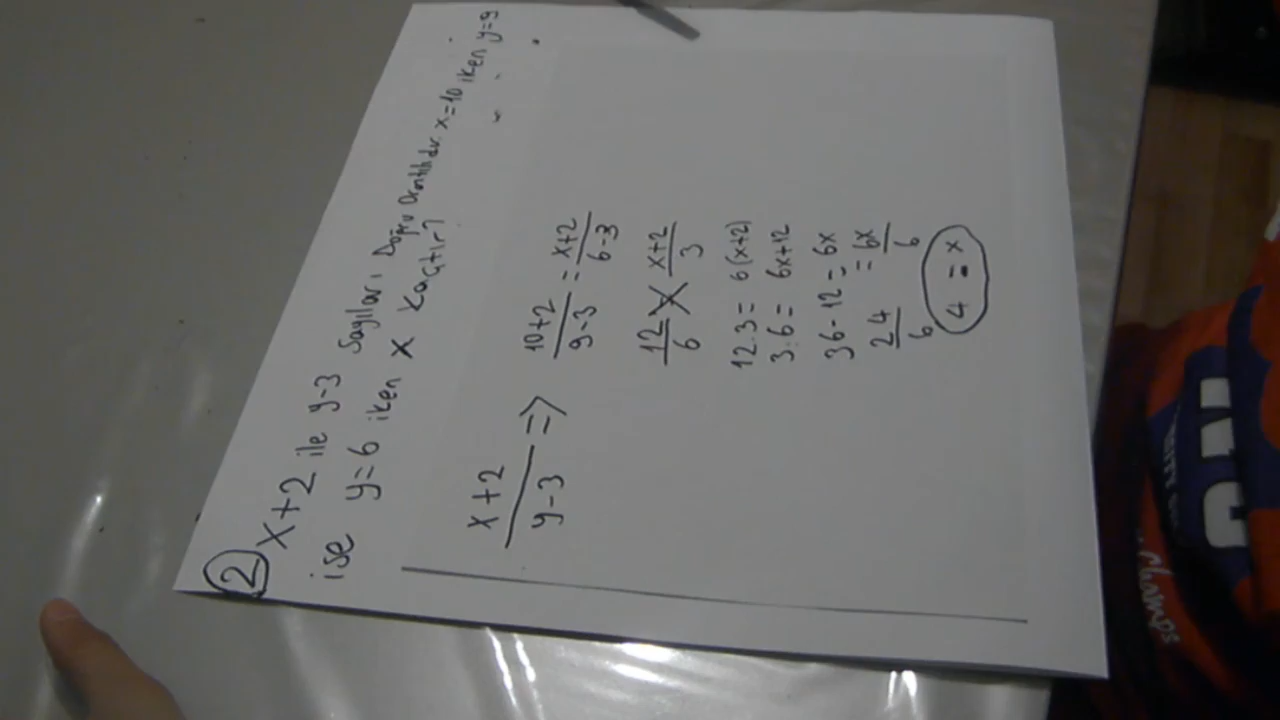 2 x+2 ile y-3 sayıları Doğru Orantılıdır. x=10 iken y=9
ise y=6 iken x kaçtır?
x+2
y-3
=>
10+2 = x+2
9-3 6-3
12 x+2
6 3
12.3 = 6(x+2)
3.6 = 6x+12
36-12 = 6x
24 = 6x
6 6
4 = x
Champs